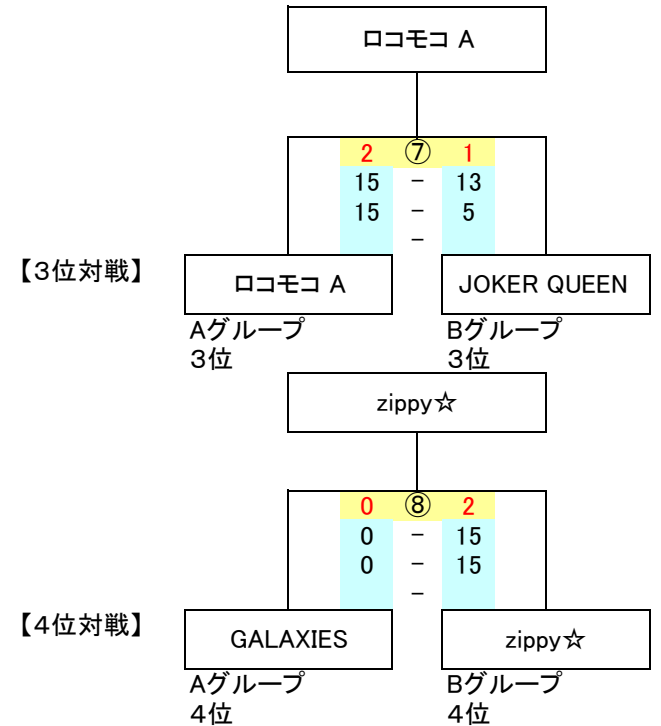 ロコモコ A
2 ⑦ 1
15 - 13
15 - 5
-
【３位対戦】
ロコモコ A JOKER QUEEN
Aグループ Bグループ
３位 ３位
zippy☆
0 ⑧ 2
0 - 15
0 - 15
-
【４位対戦】
GALAXIES zippy☆
Aグループ Bグループ
４位 ４位